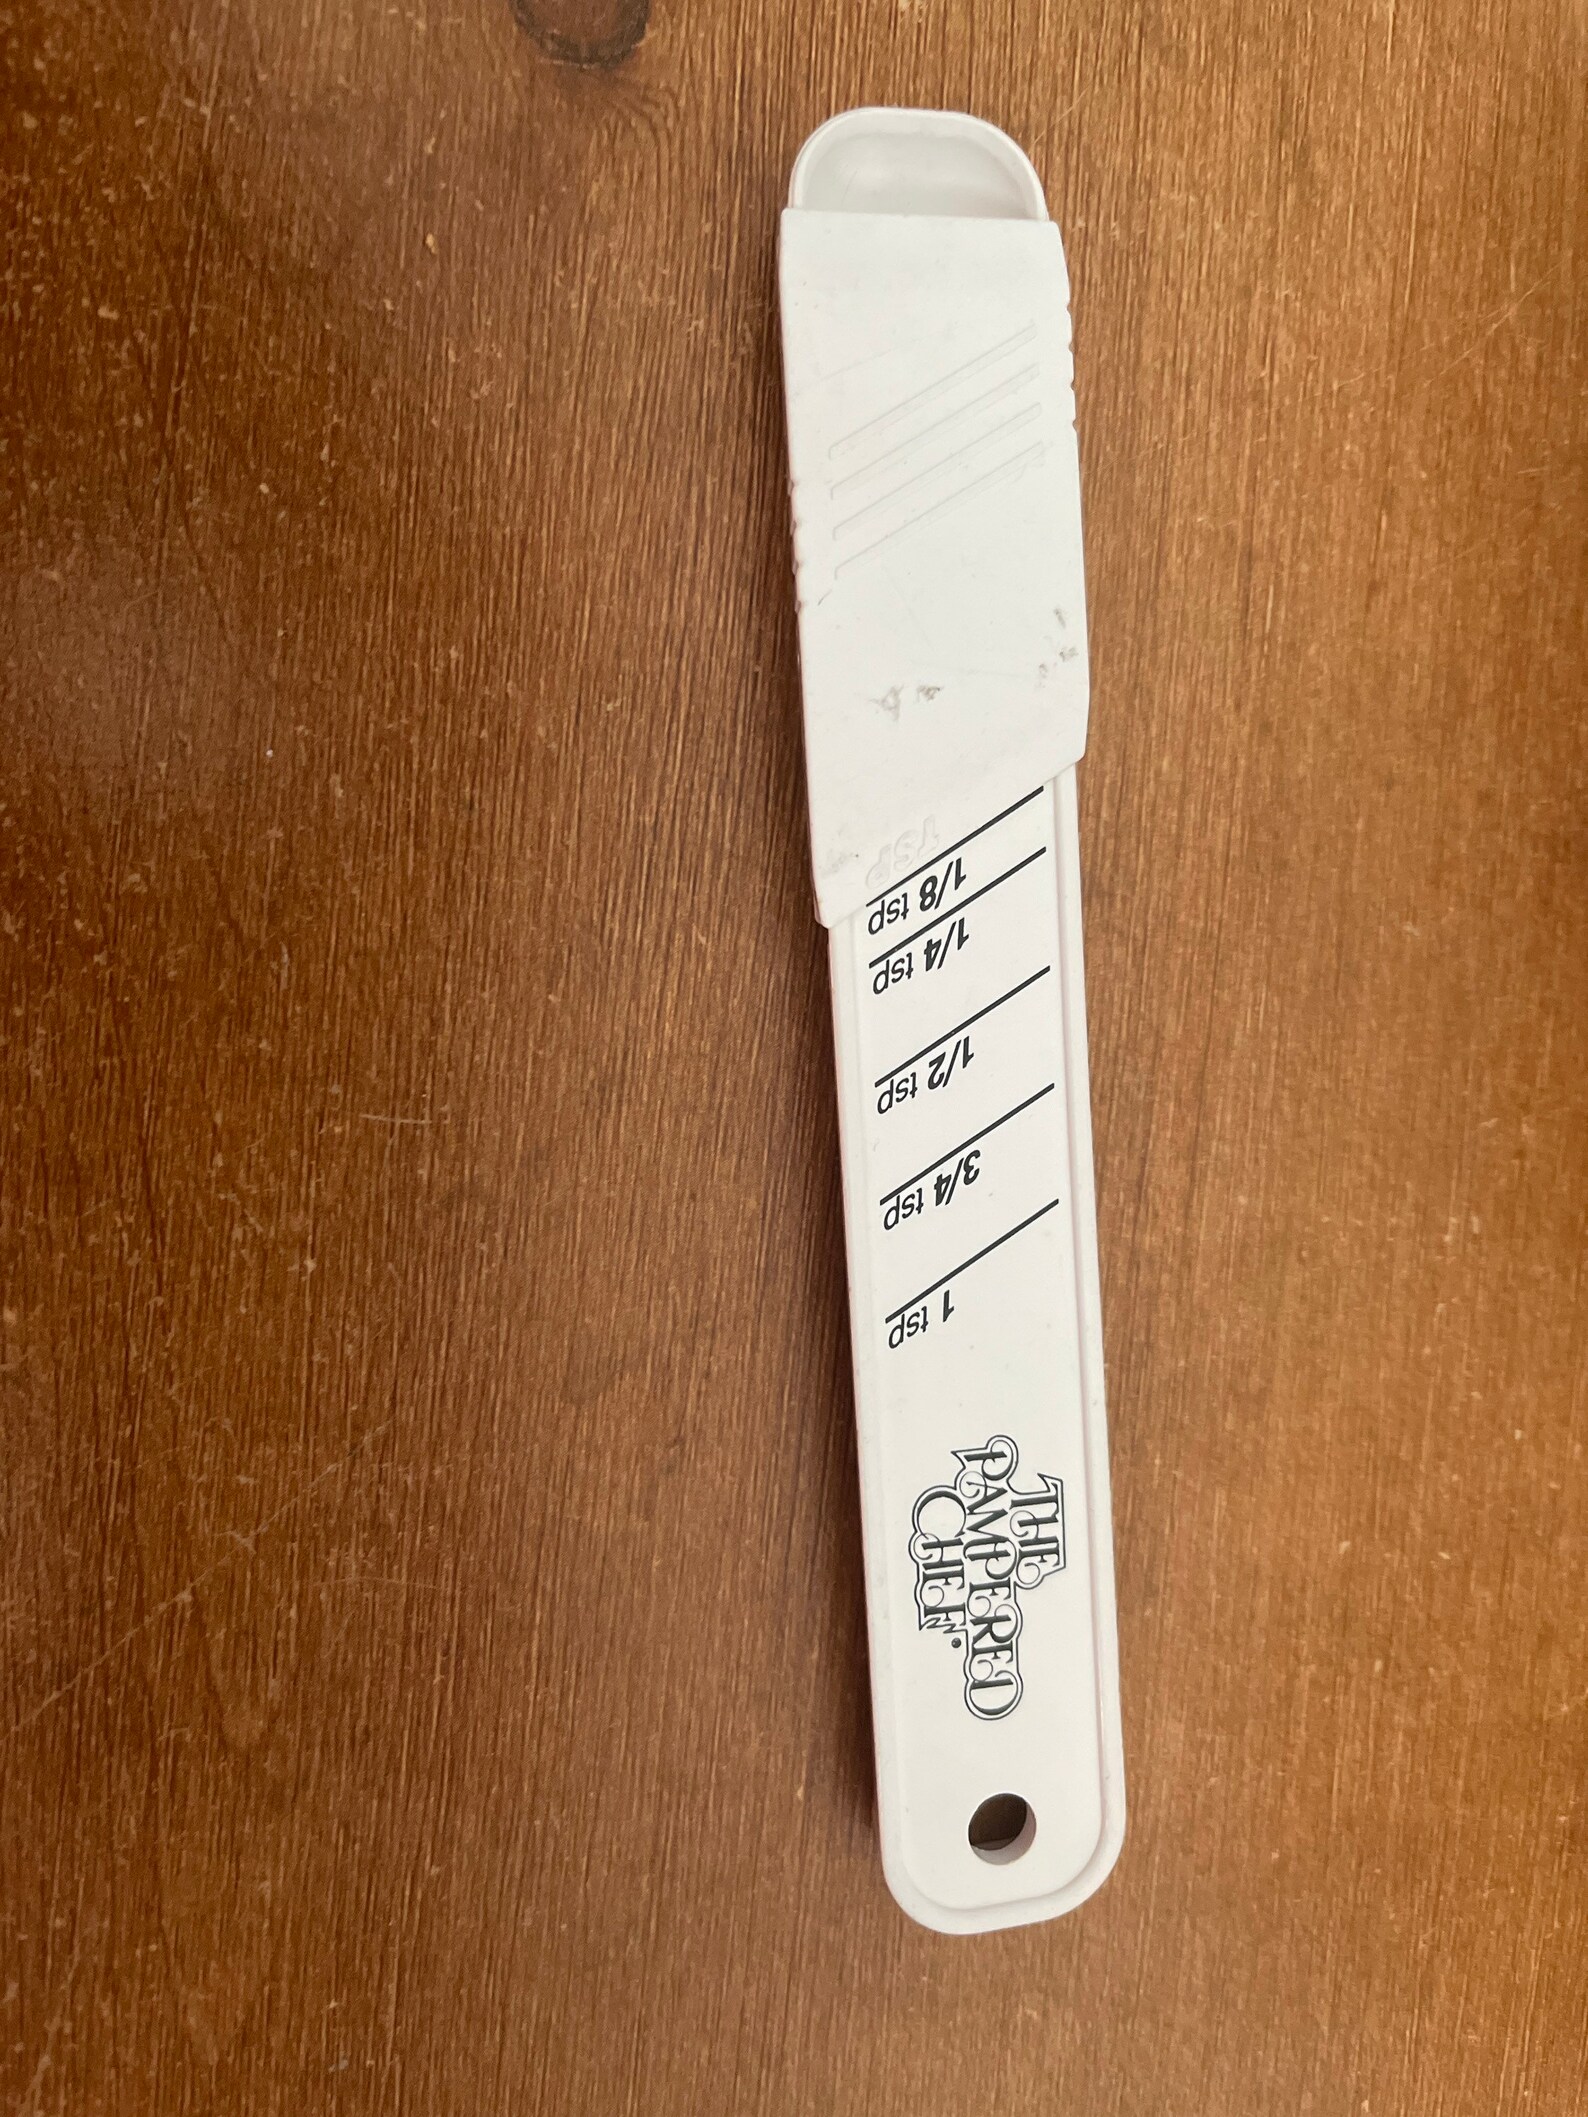 TSP
1/8 tsp
1/4 tsp
1/2 tsp
3/4 tsp
1 tsp
THE
PAMPERED
CHEF